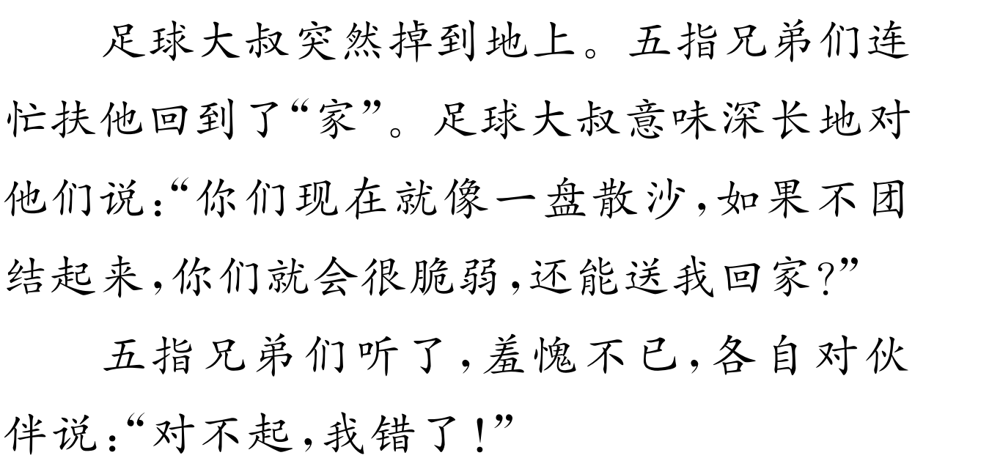 足球大叔突然掉到地上。五指兄弟们连
忙扶他回到了“家”。足球大叔意味深长地对
他们说:“你们现在就像一盘散沙,如果不团
结起来,你们就会很脆弱,还能送我回家?”
五指兄弟们听了,羞愧不已,各自对伙
伴说:“对不起,我错了!”